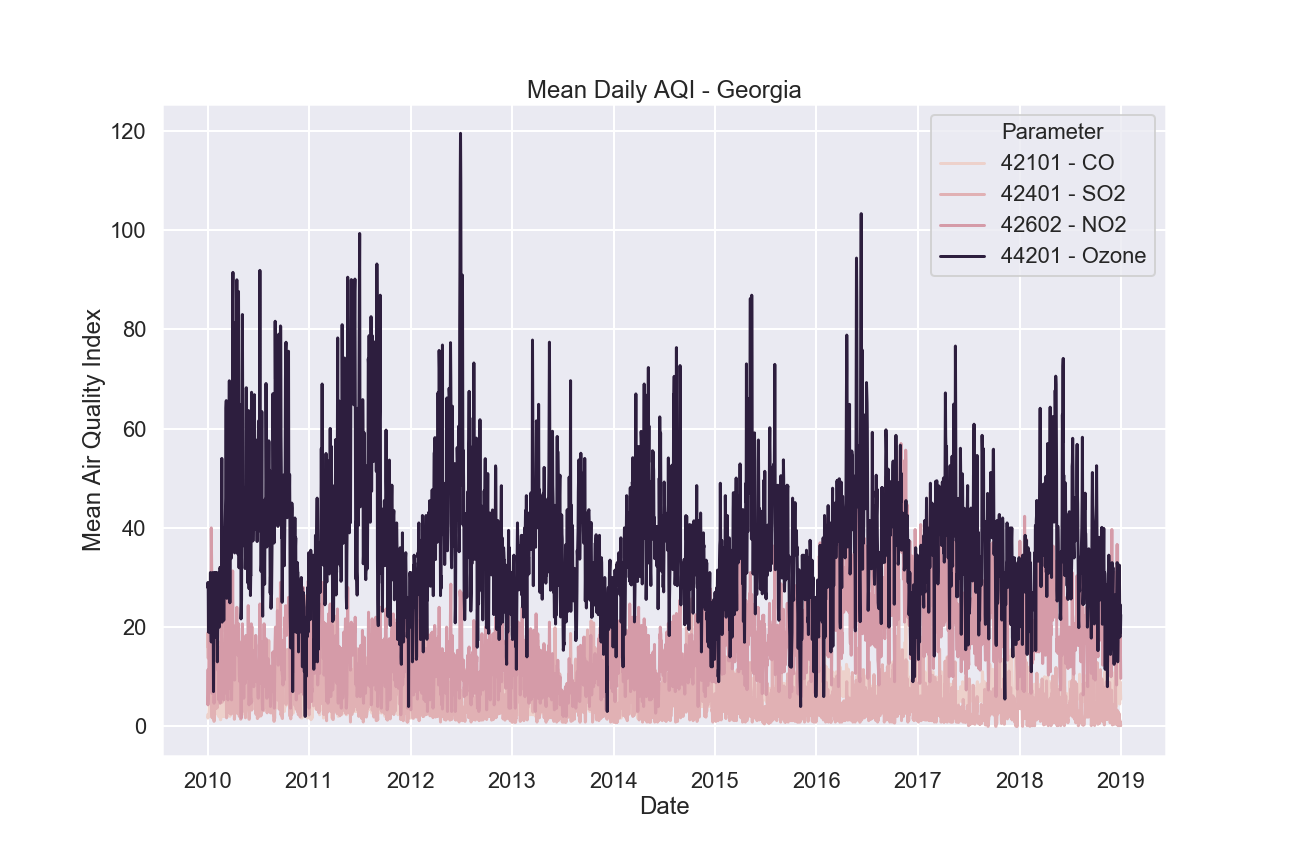 Mean Daily AQI - Georgia
Parameter
42101 - CO
42401 - SO2
42602 - NO2
44201 - Ozone
Mean Air Quality Index
120
100
80
60
40
20
0
2010 2011 2012 2013 2014 2015 2016 2017 2018 2019
Date